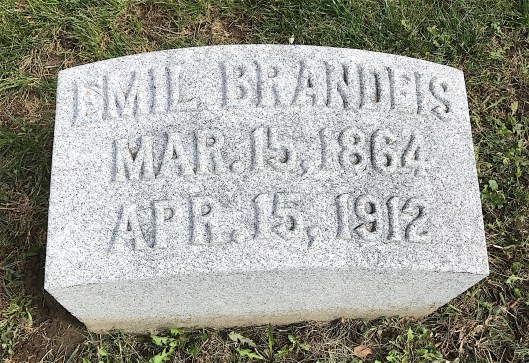 EMIL BRANDEIS
MAR. 15, 1864
APR. 15, 1912